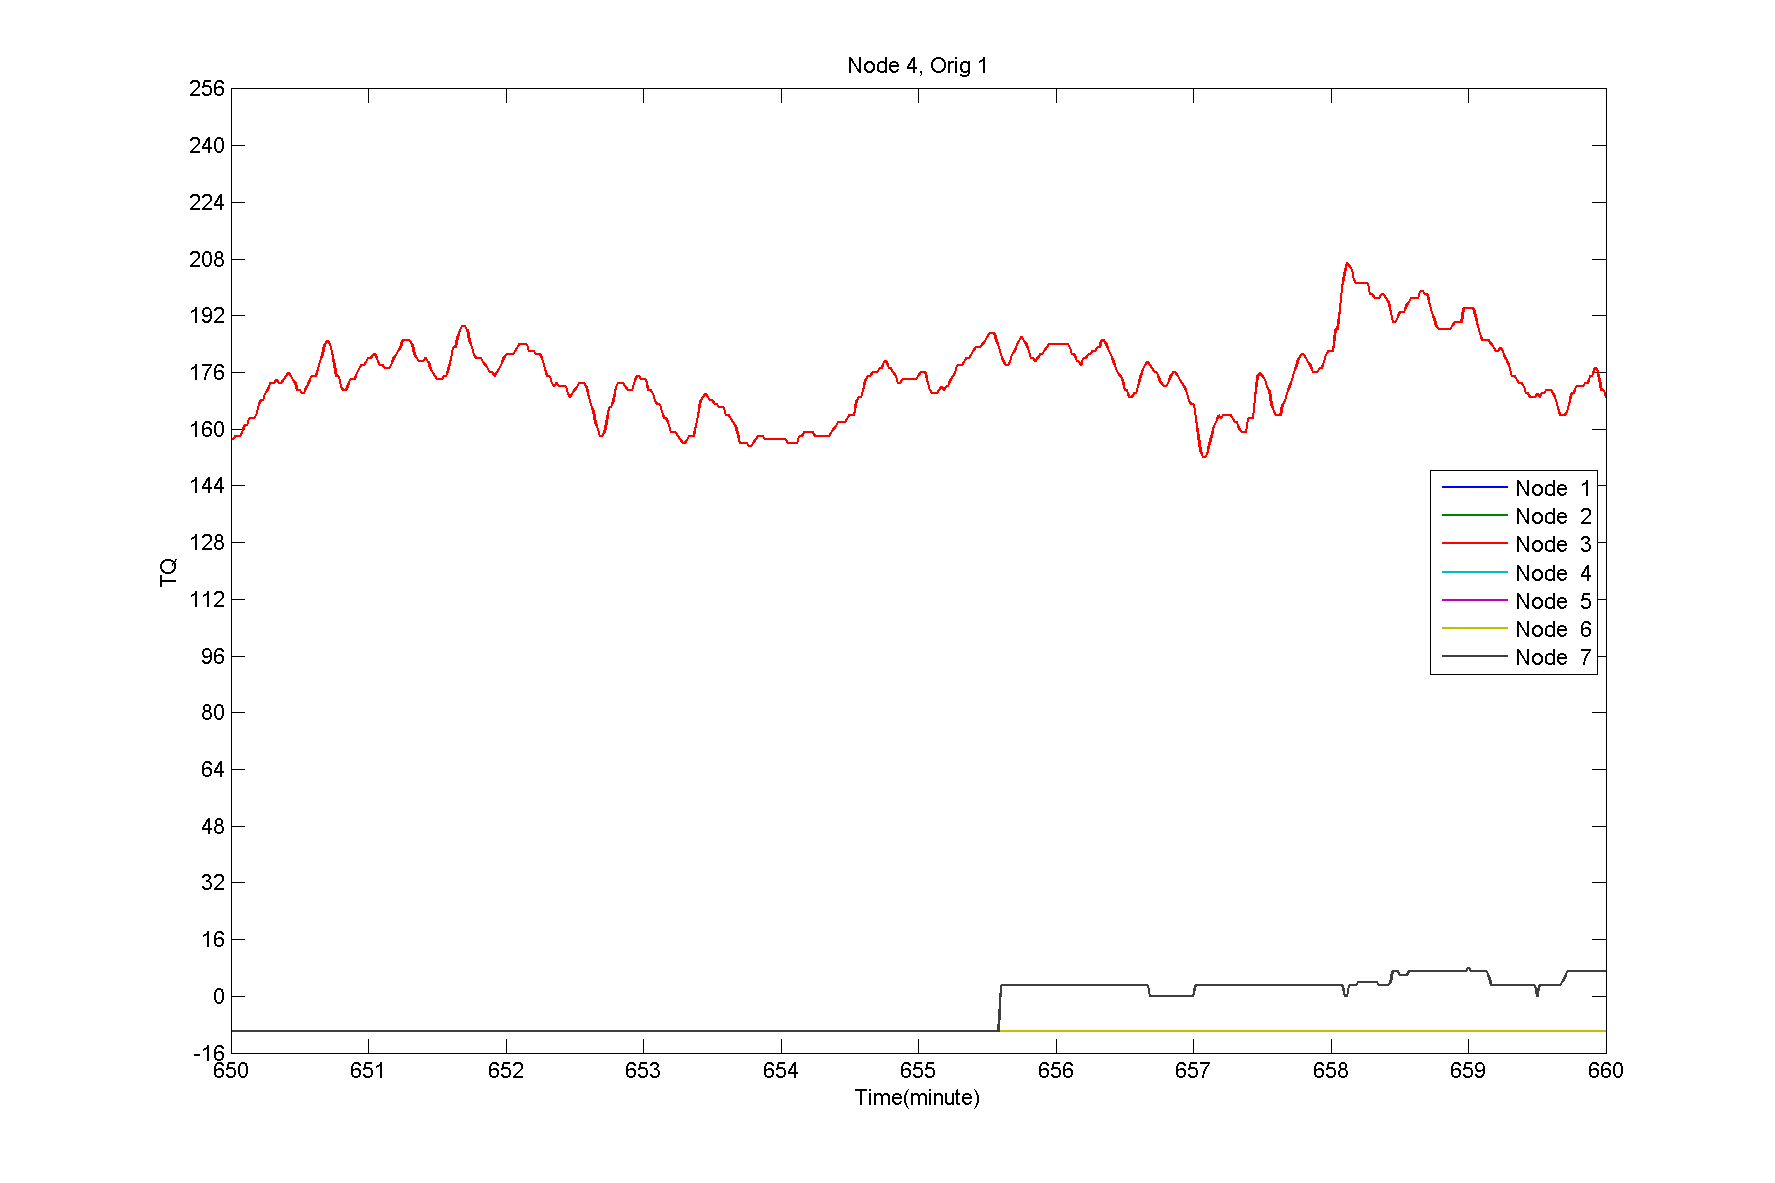 Node 4, Orig 1
256
240
224
208
192
176
160
144
128
112
96
80
64
48
32
16
0
-16
TQ
Node 1
Node 2
Node 3
Node 4
Node 5
Node 6
Node 7
650 651 652 653 654 655 656 657 658 659 660
Time(minute)